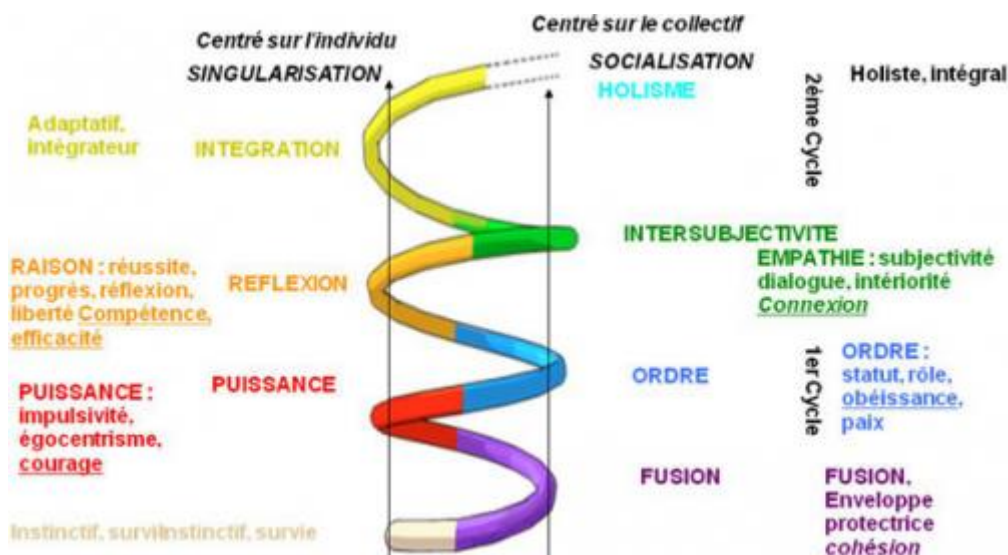 Centré sur l'individu
SINGULARISATION
Centré sur le collectif
SOCIALISATION
HOLISME
2ème Cycle
Holiste, intégral
Adaptatif,
intégrateur
INTEGRATION
INTERSUBJECTIVITE
EMPATHIE : subjectivité
dialogue, intériorité
Connexion
RAISON : réussite,
progrès, réflexion,
liberté Compétence,
efficacité
REFLEXION
PUISSANCE :
impulsivité,
égocentrisme,
courage
PUISSANCE
ORDRE
1er Cycle
ORDRE :
statut, rôle,
obéissance,
paix
FUSION
FUSION,
Enveloppe
protectrice
cohésion
Instinctif, surviInstinctif, survie